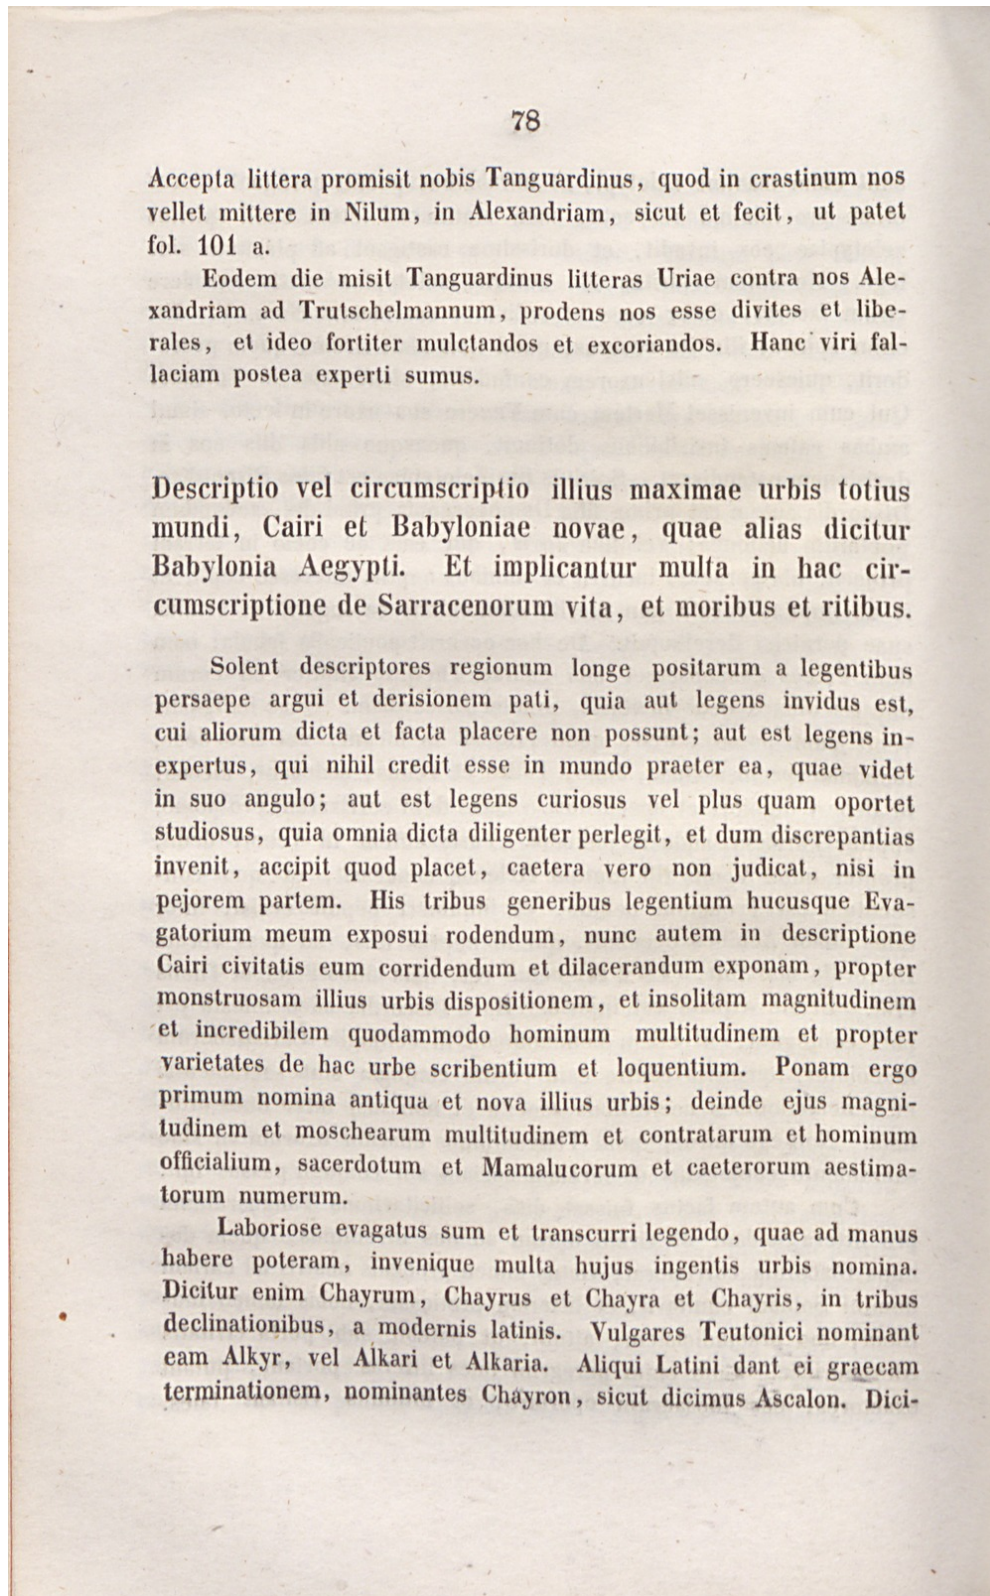 78
Accepta littera promisit nobis Tanguardinus, quod in crastinum nos
vellet mittere in Nilum, in Alexandriam, sicut et fecit, ut patet
fol. 101 a.
Eodem die misit Tanguardinus litteras Uriae contra nos Ale-
xandriam ad Trutschelmannum, prodens nos esse divites et libe-
rales, et ideo fortiter mulctandos et excoriandos. Hanc viri fal-
laciam postea experti sumus.
Descriptio vel circumscriptio illius maximae urbis totius
mundi, Cairi et Babyloniae novae, quae alias dicitur
Babylonia Aegypti. Et implicantur multa in hac cir-
cumscriptione de Sarracenorum vita, et moribus et ritibus.
Solent descriptores regionum longe positarum a legentibus
persaepe argui et derisionem pati, quia aut legens invidus est,
cui aliorum dicta et facta placere non possunt; aut est legens in-
expertus, qui nihil credit esse in mundo praeter ea, quae videt
in suo angulo; aut est legens curiosus vel plus quam oportet
studiosus, quia omnia dicta diligenter perlegit, et dum discrepantias
invenit, accipit quod placet, caetera vero non judicat, nisi in
pejorem partem. His tribus generibus legentium hucusque Eva-
gatorium meum exposui rodendum, nunc autem in descriptione
Cairi civitatis eum corridendum et dilacerandum exponam, propter
monstruosam illius urbis dispositionem, et insolitam magnitudinem
et incredibilem quodammodo hominum multitudinem et propter
varietates de hac urbe scribentium et loquentium. Ponam ergo
primum nomina antiqua et nova illius urbis; deinde ejus magni-
tudinem et moschearum multitudinem et contratarum et hominum
officialium, sacerdotum et Mamalucorum et caeterorum aestima-
torum numerum.
Laboriose evagatus sum et transcurri legendo, quae ad manus
habere poteram, invenique multa hujus ingentis urbis nomina.
Dicitur enim Chayrum, Chayrus et Chayra et Chayris, in tribus
declinationibus, a modernis latinis. Vulgares Teutonici nominant
eam Alkyr, vel Alkari et Alkaria. Aliqui Latini dant ei graecam
terminationem, nominantes Chayron, sicut dicimus Ascalon. Dici-